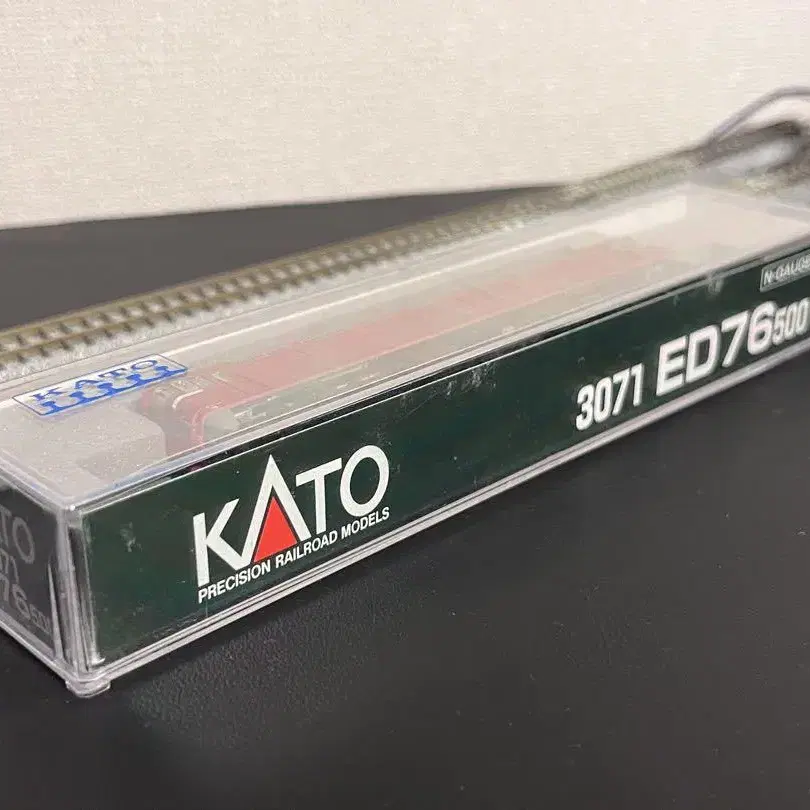 KATO
N-GAUGE
3071 ED76 500
KATO
PRECISION RAILROAD MODELS